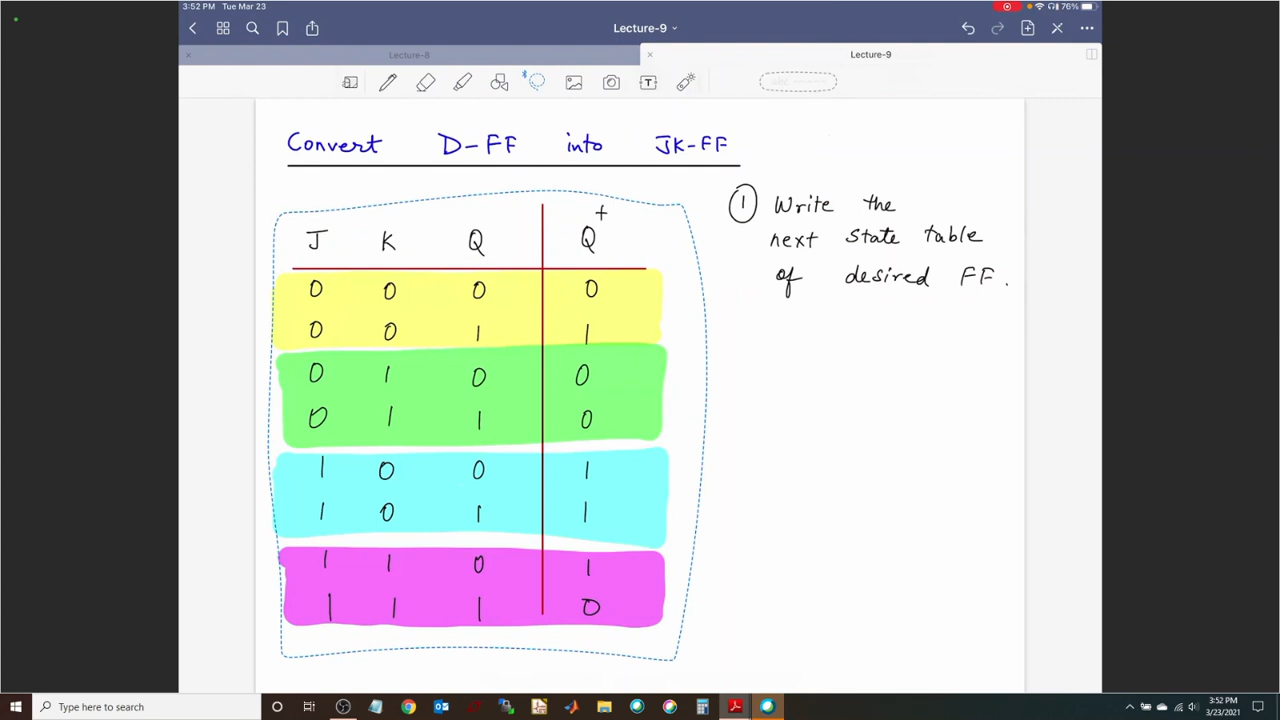 3:52 PM Tue Mar 23
76%
Lecture-9
Lecture-8
Lecture-9
Convert D-FF into JK-FF
J K Q Q+
0 0 0 0
0 0 1 1
0 1 0 0
0 1 1 0
1 0 0 1
1 0 1 1
1 1 0 1
1 1 1 0
1 Write the
next state table
of desired FF.
Type here to search
3:52 PM
3/23/2021